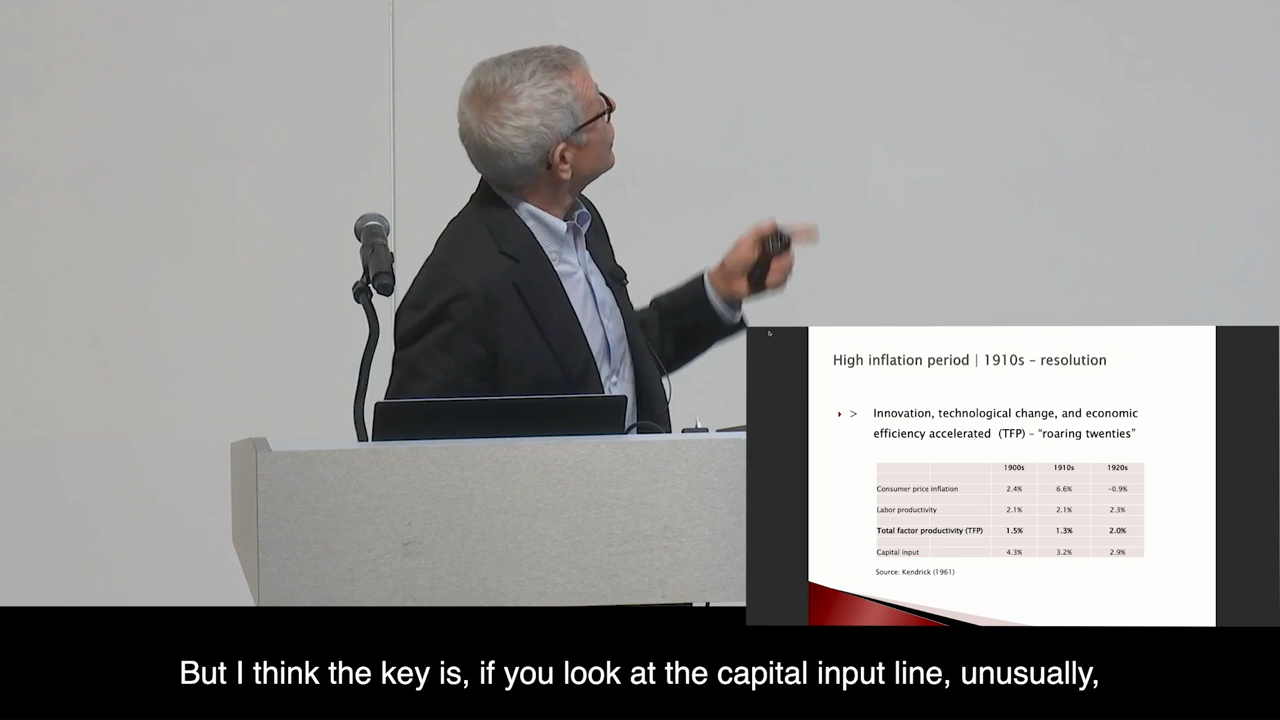 High inflation period | 1910s – resolution
> Innovation, technological change, and economic
efficiency accelerated (TFP) – “roaring twenties”
1900s 1910s 1920s
Consumer price inflation 2.4% 6.6% -0.9%
Labor productivity 2.1% 2.1% 2.3%
Total factor productivity (TFP) 1.5% 1.3% 2.0%
Capital input 4.3% 3.2% 2.9%
Source: Kendrick (1961)
But I think the key is, if you look at the capital input line, unusually,